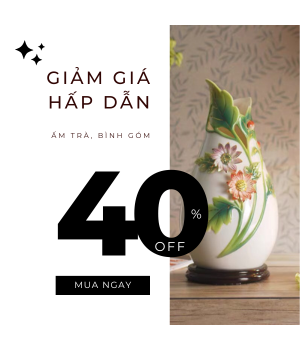 GIẢM GIÁ
HẤP DẪN
ẤM TRÀ, BÌNH GỐM
40%
OFF
MUA NGAY